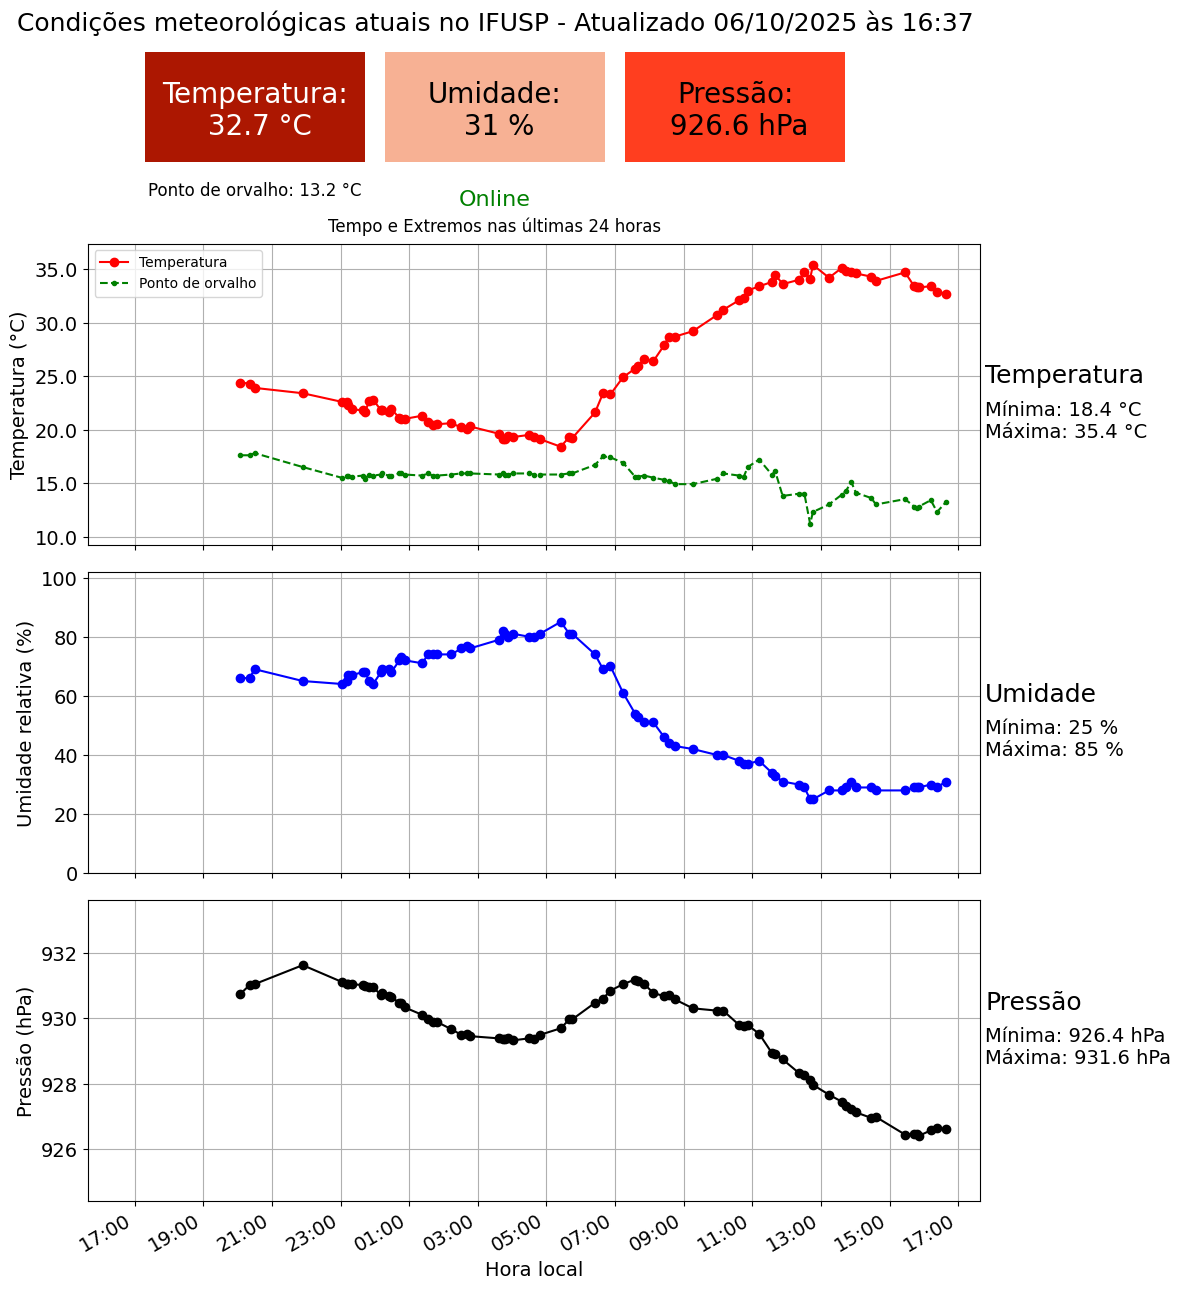 Condições meteorológicas atuais no IFUSP - Atualizado 06/10/2025 às 16:37
Temperatura:
32.7 °C
Umidade:
31 %
Pressão:
926.6 hPa
Ponto de orvalho: 13.2 °C
Online
Tempo e Extremos nas últimas 24 horas
Temperatura
Ponto de orvalho
Temperatura (°C)
35.0
30.0
25.0
20.0
15.0
10.0
Temperatura
Mínima: 18.4 °C
Máxima: 35.4 °C
Umidade relativa (%)
100
80
60
40
20
0
Umidade
Mínima: 25 %
Máxima: 85 %
Pressão (hPa)
932
930
928
926
Pressão
Mínima: 926.4 hPa
Máxima: 931.6 hPa
17:00
19:00
21:00
23:00
01:00
03:00
05:00
07:00
09:00
11:00
13:00
15:00
17:00
Hora local